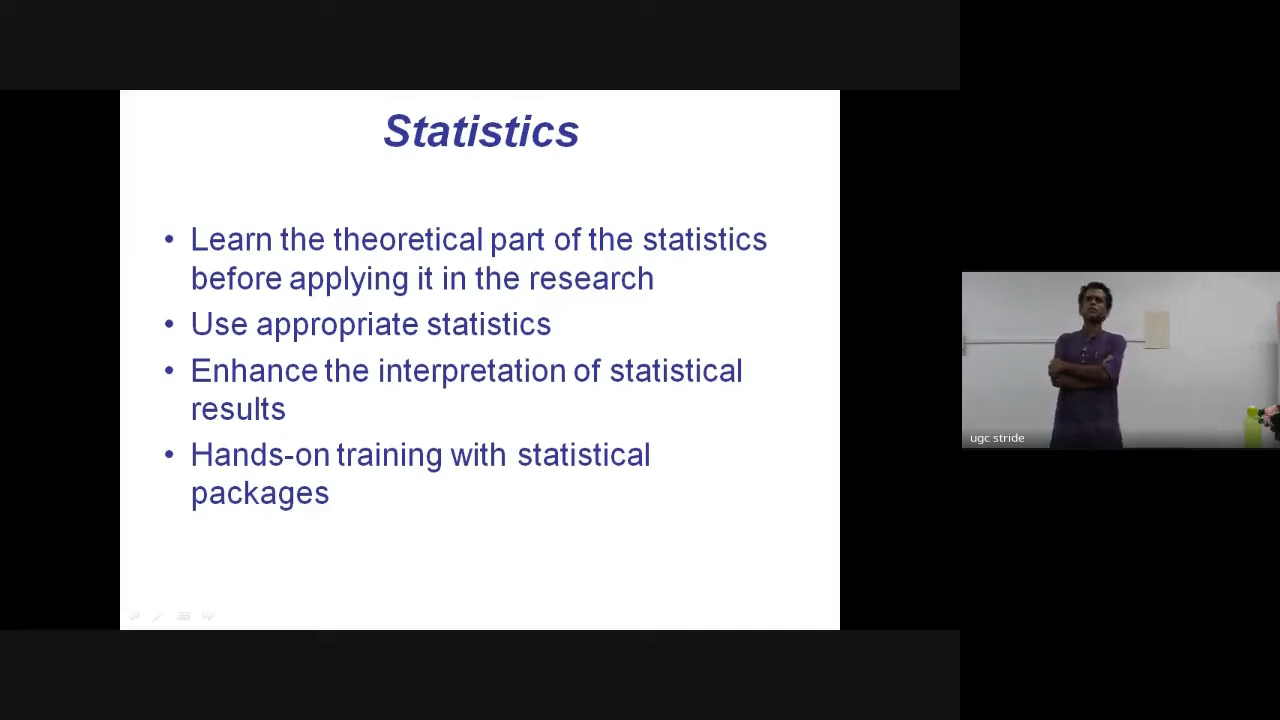 Statistics
• Learn the theoretical part of the statistics
before applying it in the research
• Use appropriate statistics
• Enhance the interpretation of statistical
results
• Hands-on training with statistical
packages
ugc stride